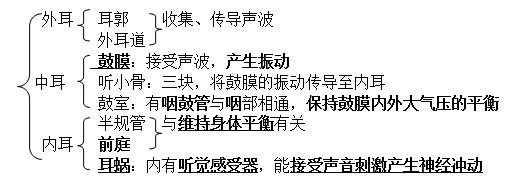 外耳 耳郭 收集、传导声波
外耳道
中耳 鼓膜：接受声波，产生振动
听小骨：三块，将鼓膜的振动传导至内耳
鼓室：有咽鼓管与咽部相通，保持鼓膜内外大气压的平衡
内耳 半规管 与维持身体平衡有关
前庭
耳蜗：内有听觉感受器，能接受声音刺激产生神经冲动